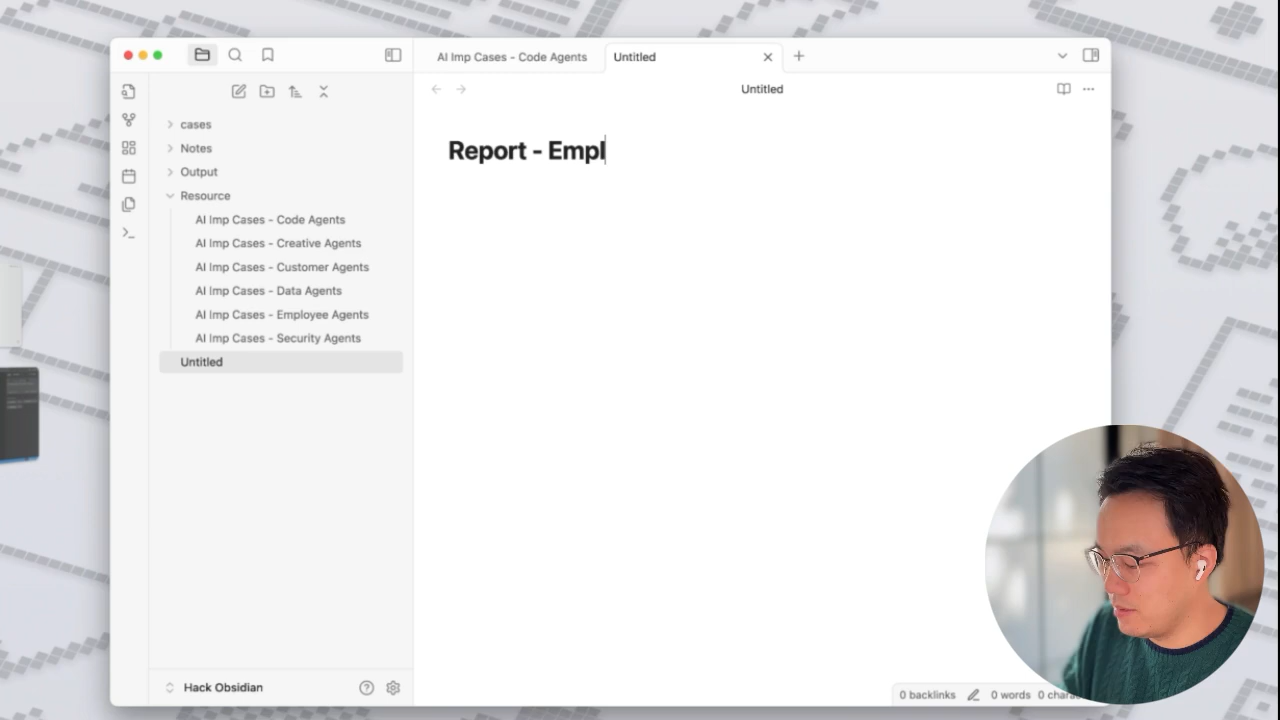 AI Imp Cases - Code Agents
Untitled
Untitled
cases
Notes
Output
Resource
AI Imp Cases - Code Agents
AI Imp Cases - Creative Agents
AI Imp Cases - Customer Agents
AI Imp Cases - Data Agents
AI Imp Cases - Employee Agents
AI Imp Cases - Security Agents
Untitled
Report - Empl
Hack Obsidian
0 backlinks
0 words
0